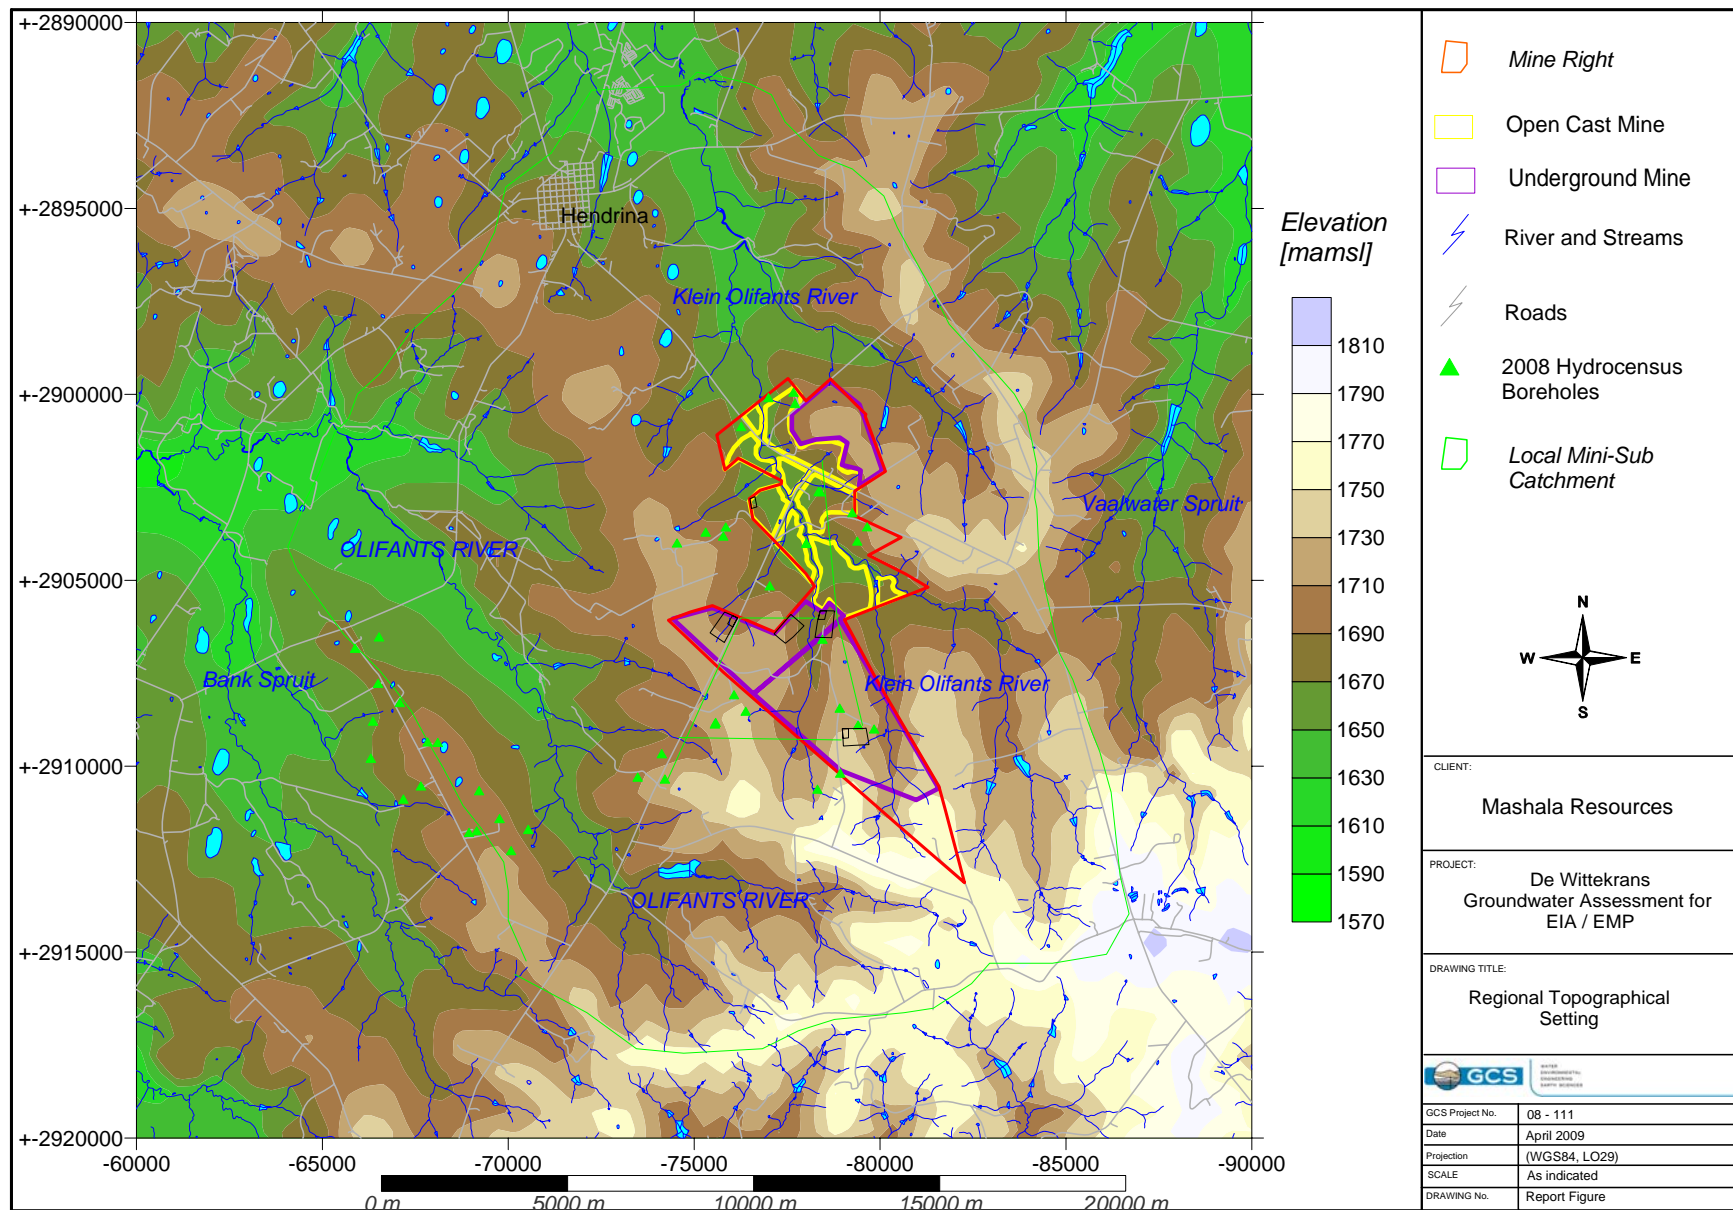 +-2890000
+-2895000
+-2900000
+-2905000
+-2910000
+-2915000
+-2920000
-60000
-65000
-70000
-75000
-80000
-85000
-90000
0 m
5000 m
10000 m
15000 m
20000 m
Hendrina
Klein Olifants River
OLIFANTS RIVER
Vaalwater Spruit
Bank Spruit
Klein Olifants River
OLIFANTS RIVER
Elevation
[mamsl]
1810
1790
1770
1750
1730
1710
1690
1670
1650
1630
1610
1590
1570
Mine Right
Open Cast Mine
Underground Mine
River and Streams
Roads
2008 Hydrocensus
Boreholes
Local Mini-Sub
Catchment
N
W
E
S
CLIENT:
Mashala Resources
PROJECT:
De Wittekrans
Groundwater Assessment for
EIA / EMP
DRAWING TITLE:
Regional Topographical
Setting
GCS
WATER
ENVIRONMENTAL
ENGINEERING
EARTH SCIENCES
GCS Project No.
08 - 111
Date
April 2009
Projection
(WGS84, LO29)
SCALE
As indicated
DRAWING No.
Report Figure